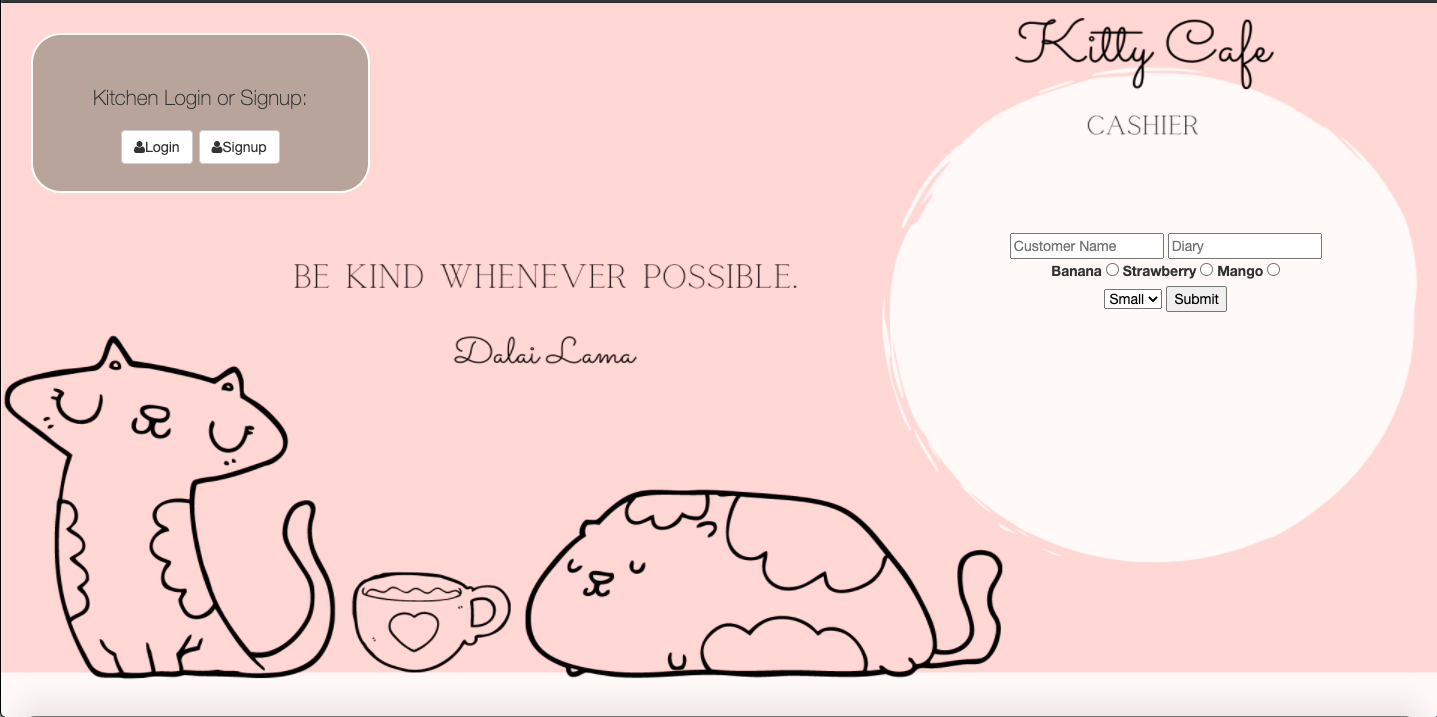 Kitty Cafe
Kitchen Login or Signup:
Login Signup
CASHIER
Customer Name Diary
Banana Strawberry Mango
Small Submit
BE KIND WHENEVER POSSIBLE.
Dalai Lama